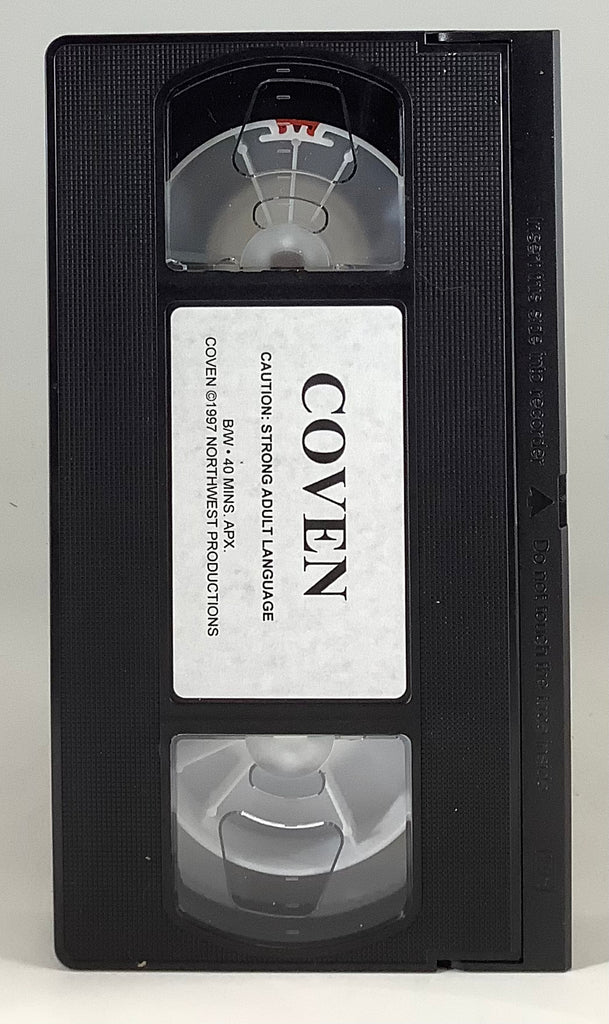 COVEN
CAUTION: STRONG ADULT LANGUAGE
B/W • 40 MINS. APX.
COVEN ©1997 NORTHWEST PRODUCTIONS
Insert this side into recorder ▲ Do not touch the tape inside